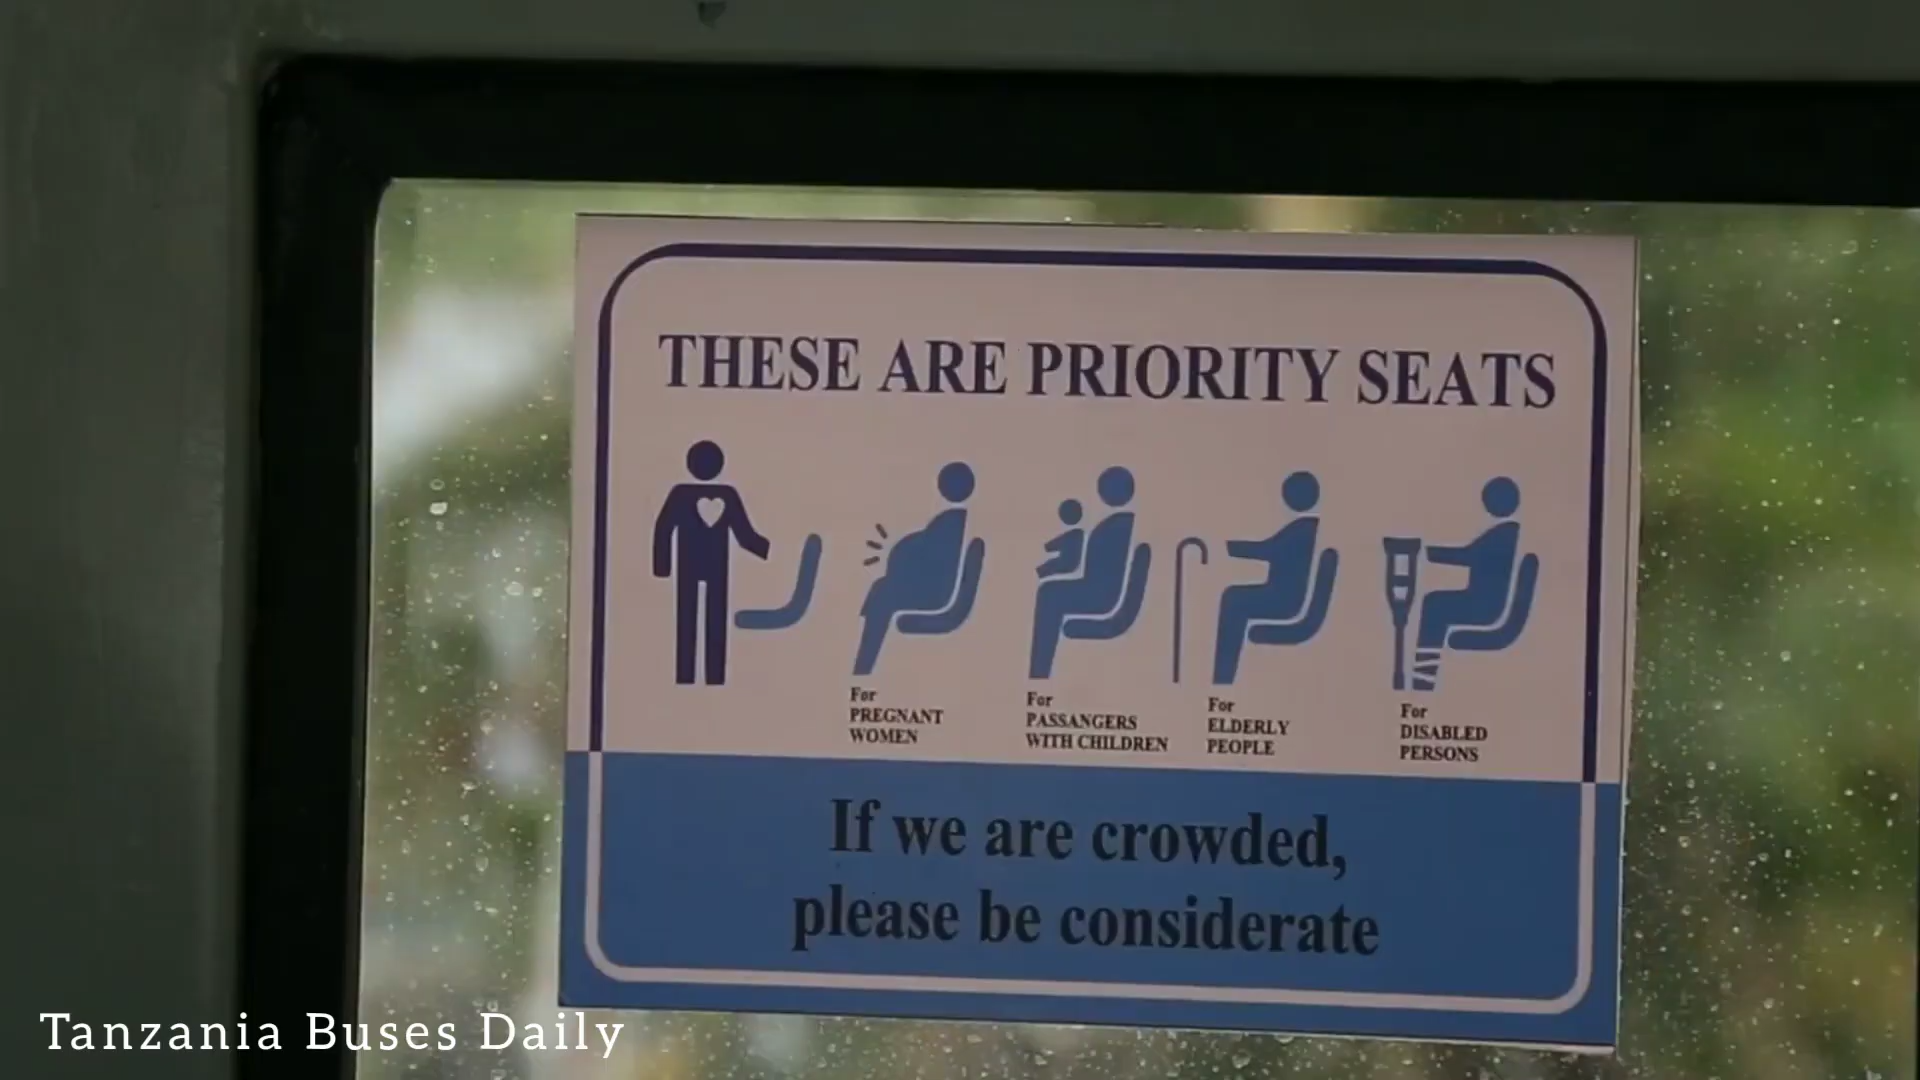 THESE ARE PRIORITY SEATS
For
PREGNANT
WOMEN
For
PASSANGERS
WITH CHILDREN
For
ELDERLY
PEOPLE
For
DISABLED
PERSONS
If we are crowded,
please be considerate
Tanzania Buses Daily